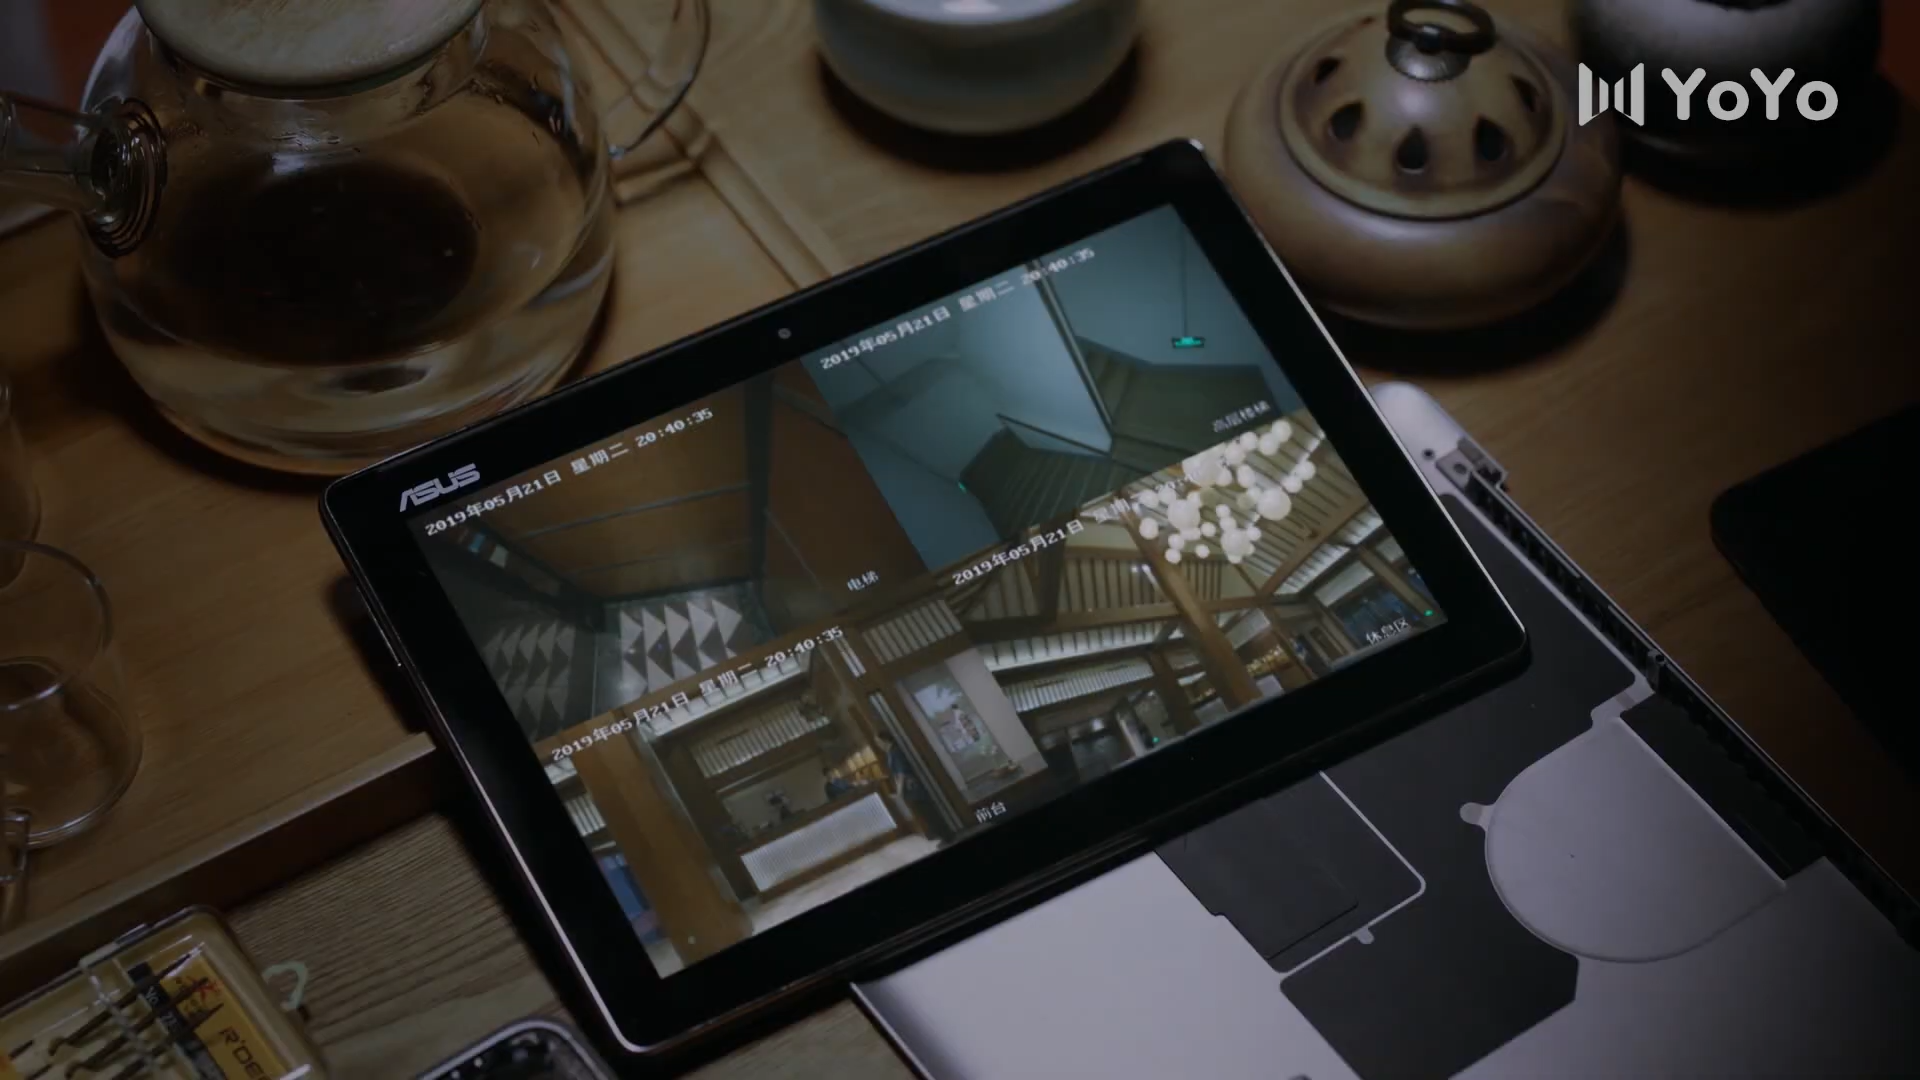 YoYo
ASUS
2019年05月21日 星期二 20:40:35
电梯
2019年05月21日 星期二 20:40:35
高层楼梯
2019年05月21日 星期二 20:40:35
前台
2019年05月21日 星期二
休息区
R'DEE